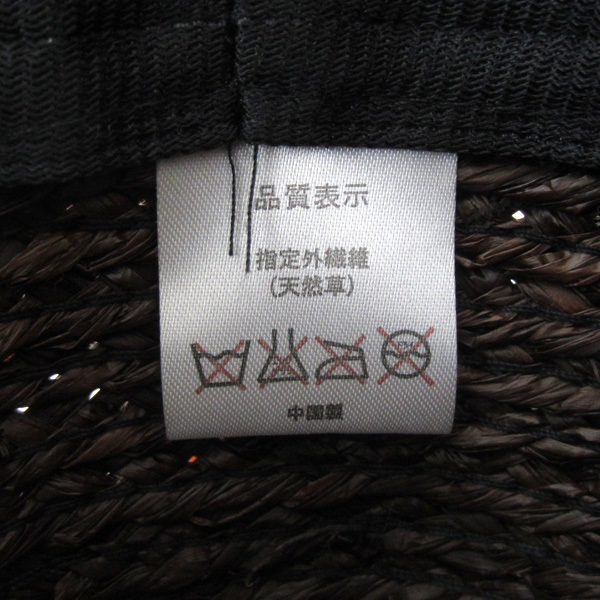 品質表示
指定外繊維
(天然草)
中国製